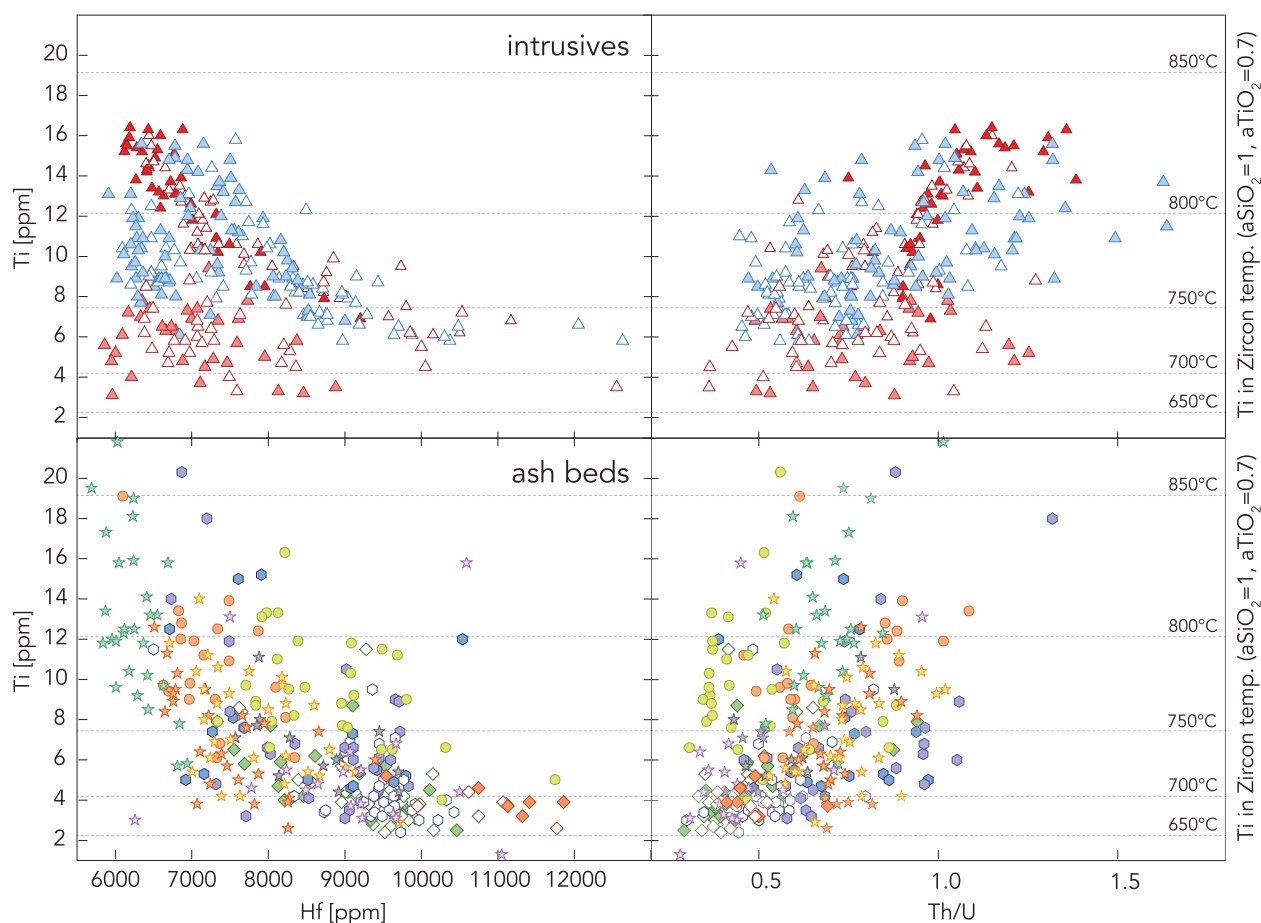 intrusives
20
18
16
14
12
10
8
6
4
2
Ti [ppm]
850°C
800°C
750°C
700°C
650°C
Ti in Zircon temp. (aSiO2=1, aTiO2=0.7)
ash beds
20
18
16
14
12
10
8
6
4
2
Ti [ppm]
850°C
800°C
750°C
700°C
650°C
Ti in Zircon temp. (aSiO2=1, aTiO2=0.7)
6000 7000 8000 9000 10000 11000 12000
0.5 1.0 1.5
Hf [ppm]
Th/U